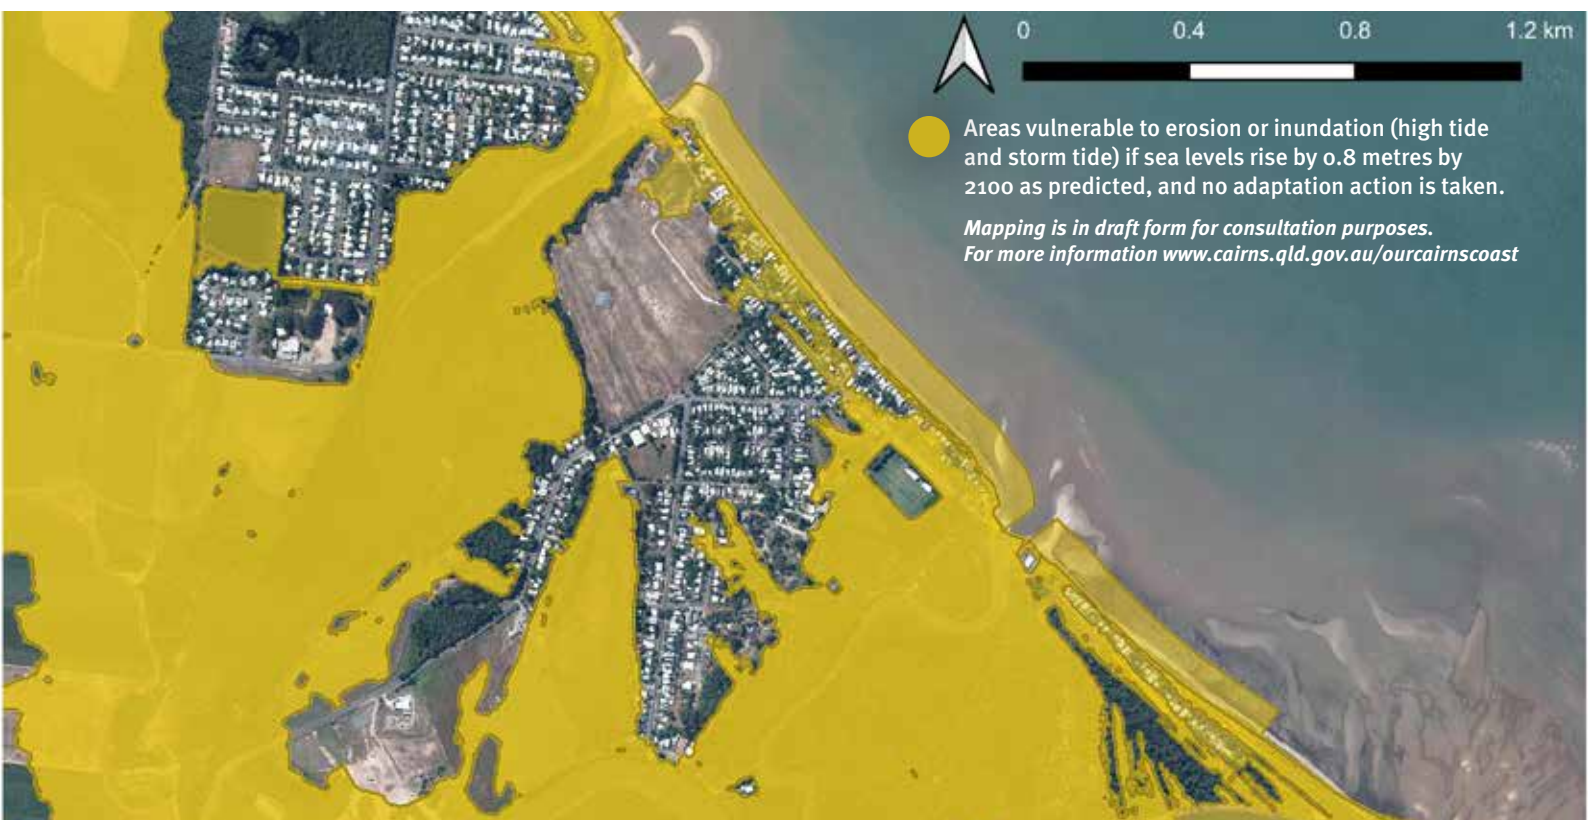 0 0.4 0.8 1.2 km
Areas vulnerable to erosion or inundation (high tide
and storm tide) if sea levels rise by 0.8 metres by
2100 as predicted, and no adaptation action is taken.
Mapping is in draft form for consultation purposes.
For more information www.cairns.qld.gov.au/ourcairnscoast